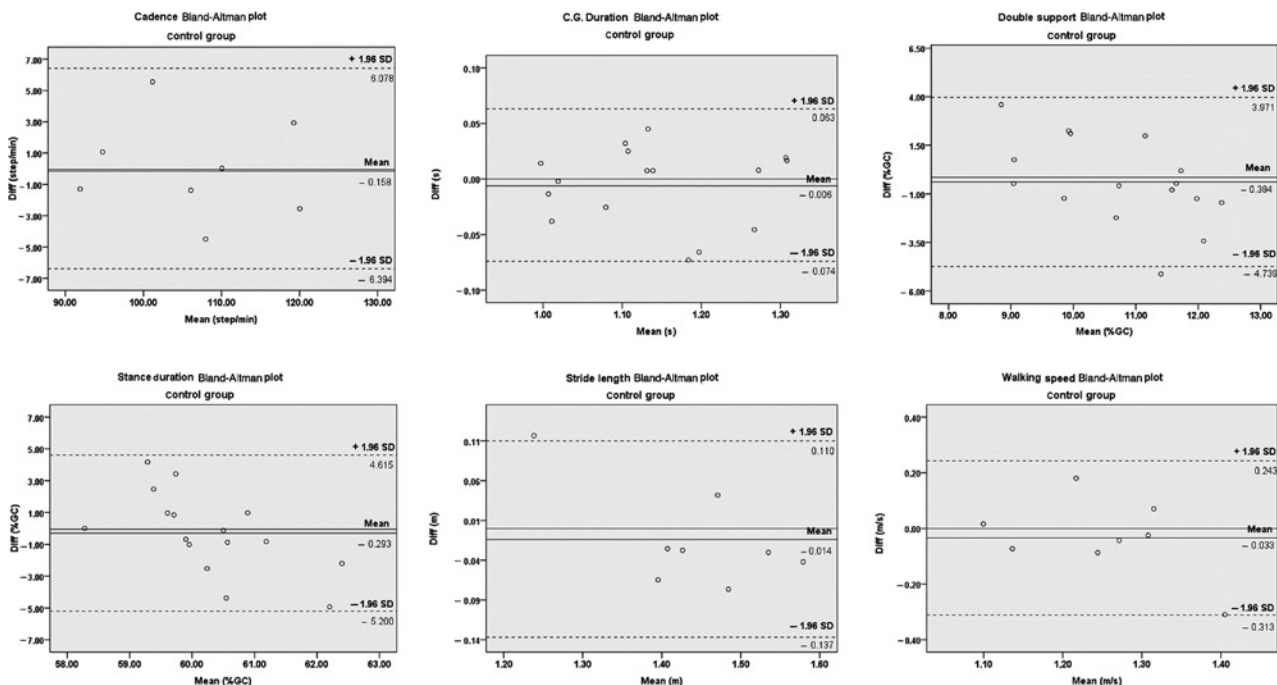 Cadence Bland-Altman plot
control group
Diff (step/min)
7.00
5.00
3.00
1.00
− 1.00
− 3.00
− 5.00
− 7.00
+ 1.96 SD
6.078
Mean
− 0.158
− 1.96 SD
− 6.394
90.00 100.00 110.00 120.00 130.00
Mean (step/min)
C.G. Duration Bland-Altman plot
control group
Diff (s)
0.10
0.05
0.00
0.05
− 0.10
+ 1.96 SD
0.063
Mean
− 0.006
− 1.96 SD
− 0.074
1.00 1.10 1.20 1.30
Mean (s)
Double support Bland-Altman plot
control group
Diff (%GC)
6.50
4.00
1.50
− 1.00
− 3.50
− 6.00
+ 1.96 SD
3.971
Mean
− 0.384
− 1.96 SD
− 4.739
8.00 9.00 10.00 11.00 12.00 13.00
Mean (%GC)
Stance duration Bland-Altman plot
control group
Diff (%GC)
7.00
5.00
3.00
1.00
− 1.00
− 3.00
− 5.00
− 7.00
+ 1.96 SD
4.615
Mean
− 0.293
− 1.96 SD
− 5.200
58.00 59.00 60.00 61.00 62.00 63.00
Mean (%GC)
Stride length Bland-Altman plot
control group
Diff (m)
0.11
0.06
0.01
− 0.04
− 0.09
− 0.14
+ 1.96 SD
0.110
Mean
− 0.014
− 1.96 SD
− 0.137
1.20 1.30 1.40 1.50 1.60
Mean (m)
Walking speed Bland-Altman plot
control group
Diff (m/s)
0.40
0.20
0.00
− 0.20
− 0.40
+ 1.96 SD
0.243
Mean
− 0.033
− 1.96 SD
− 0.313
1.10 1.20 1.30 1.40
Mean (m/s)